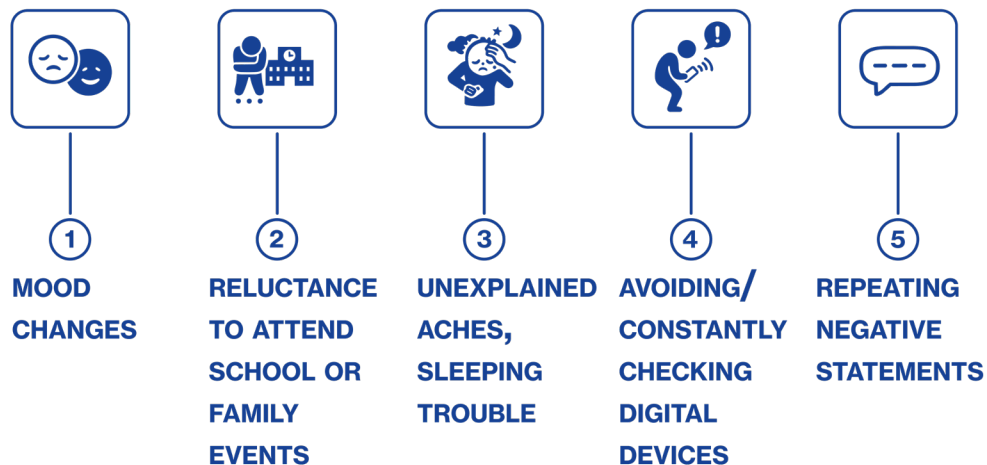 !
1
MOOD
CHANGES
2
RELUCTANCE
TO ATTEND
SCHOOL OR
FAMILY
EVENTS
3
UNEXPLAINED
ACHES,
SLEEPING
TROUBLE
4
AVOIDING/
CONSTANTLY
CHECKING
DIGITAL
DEVICES
5
REPEATING
NEGATIVE
STATEMENTS